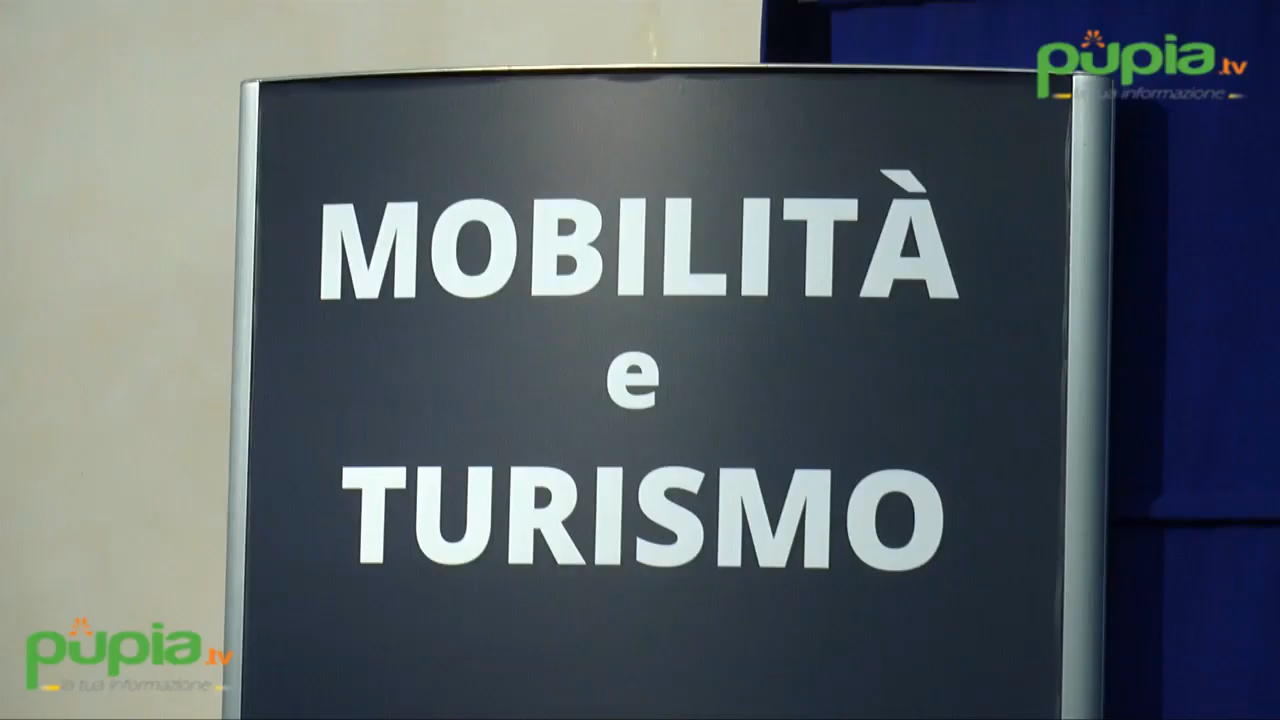 pupia.tv
la tua informazione
MOBILITÀ
e
TURISMO
pupia.tv
la tua informazione